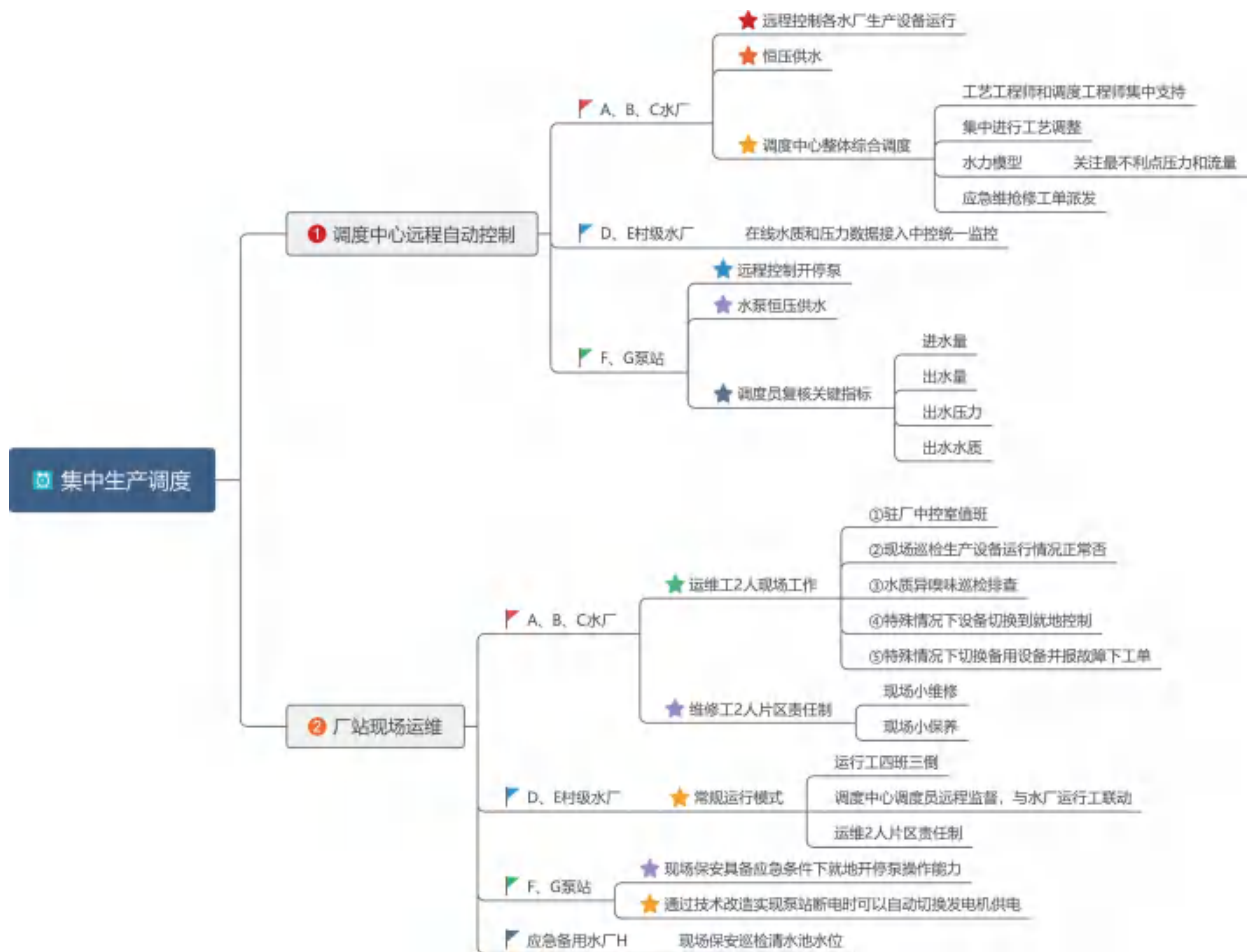 集中生产调度
1 调度中心远程自动控制
A、B、C水厂
远程控制各水厂生产设备运行
恒压供水
调度中心整体综合调度
工艺工程师和调度工程师集中支持
集中进行工艺调整
水力模型 关注最不利点压力和流量
应急维抢修工单派发
D、E村级水厂 在线水质和压力数据接入中控统一监控
F、G泵站
远程控制开停泵
水泵恒压供水
调度员复核关键指标
进水量
出水量
出水压力
出水水质
2 厂站现场运维
A、B、C水厂
运维工2人现场工作
①驻厂中控室值班
②现场巡检生产设备运行情况正常否
③水质异嗅味巡检排查
④特殊情况下设备切换到就地控制
⑤特殊情况下切换备用设备并报故障下工单
维修工2人片区责任制
现场小维修
现场小保养
D、E村级水厂 常规运行模式
运行工四班三倒
调度中心调度员远程监督，与水厂运行工联动
运维2人片区责任制
F、G泵站
现场保安具备应急条件下就地开停泵操作能力
通过技术改造实现泵站断电时可以自动切换发电机供电
应急备用水厂H 现场保安巡检清水池水位